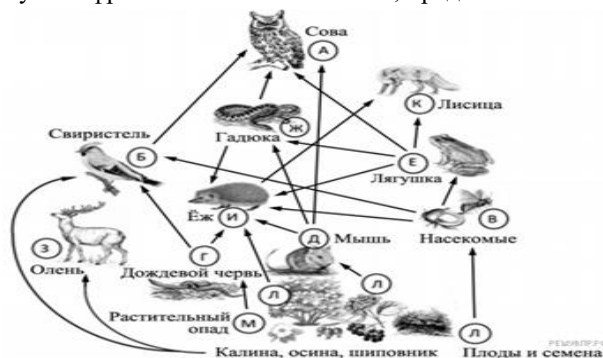 Сова
А
К Лисица
Свиристель
Б
Гадюка Ж
Е
Лягушка
Ёж И
Д Мышь
В
Насекомые
З
Олень
Г
Дождевой червь
Л
Л
Растительный
опад М
Л
Калина, осина, шиповник
Плоды и семена